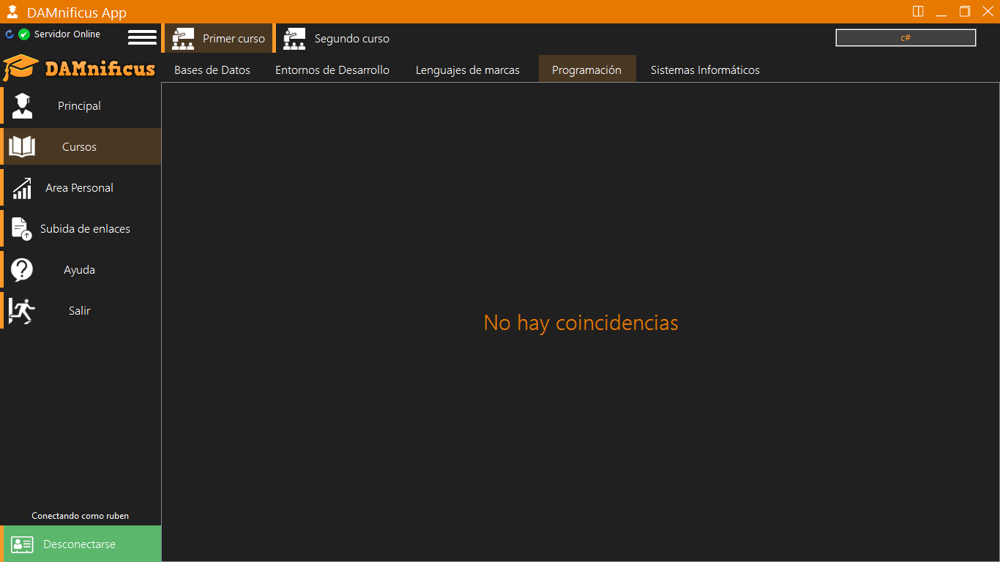 DAMnificus App
Servidor Online
Primer curso
Segundo curso
c#
DAMnificus
Bases de Datos
Entornos de Desarrollo
Lenguajes de marcas
Programación
Sistemas Informáticos
Principal
Cursos
Area Personal
Subida de enlaces
Ayuda
Salir
No hay coincidencias
Conectando como ruben
Desconectarse